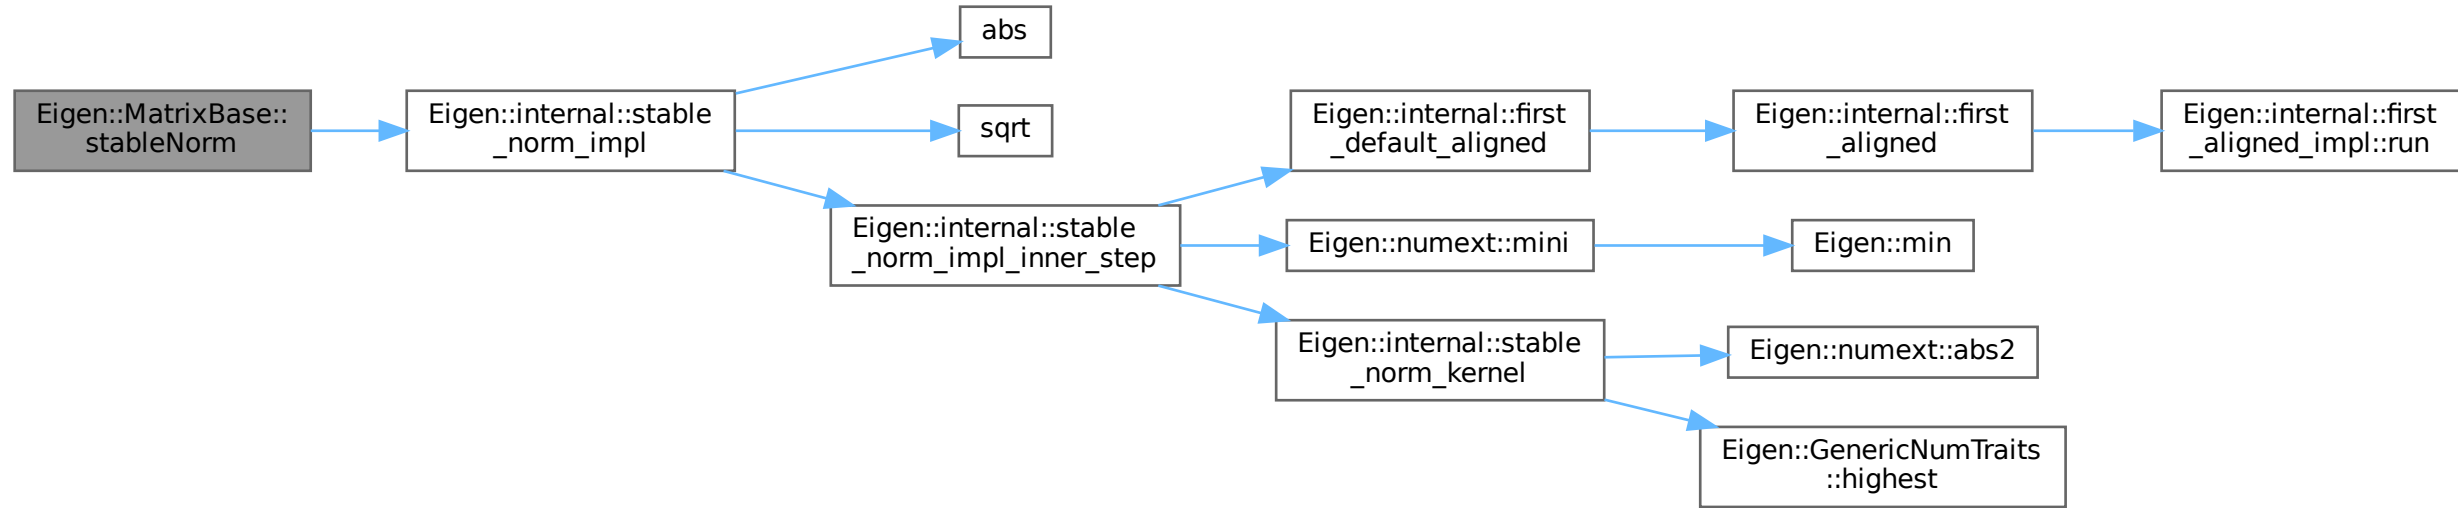 Eigen::MatrixBase::
stableNorm
Eigen::internal::stable
_norm_impl
abs
sqrt
Eigen::internal::stable
_norm_impl_inner_step
Eigen::internal::first
_default_aligned
Eigen::internal::first
_aligned
Eigen::internal::first
_aligned_impl::run
Eigen::numext::mini
Eigen::min
Eigen::internal::stable
_norm_kernel
Eigen::numext::abs2
Eigen::GenericNumTraits
::highest